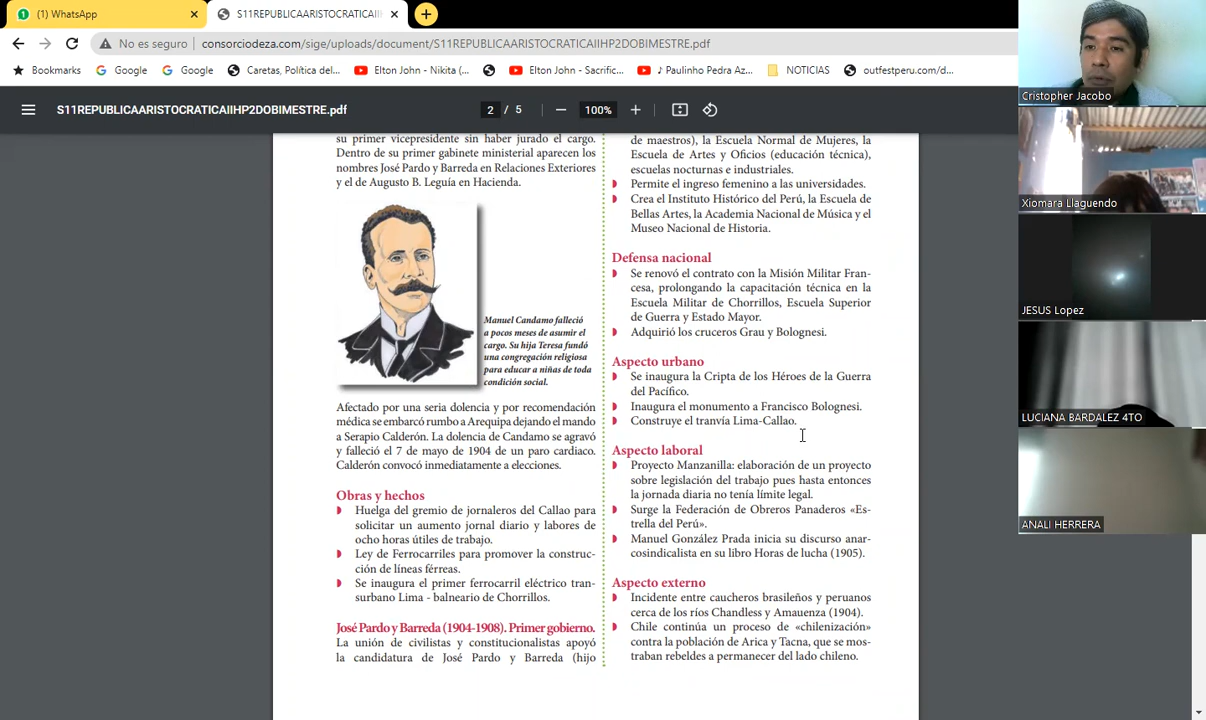 (1) WhatsApp
S11REPUBLICAARISTOCRATICAII
No es seguro
consorciodeza.com/sige/uploads/document/S11REPUBLICAARISTOCRATICAIIHP2DOBIMESTRE.pdf
Bookmarks
Google
Google
Caretas, Política del...
Elton John - Nikita (...
Elton John - Sacrific...
♪ Paulinho Pedra Az...
NOTICIAS
outfestperu.com/d...
S11REPUBLICAARISTOCRATICAIIHP2DOBIMESTRE.pdf
2 / 5
100%
su primer vicepresidente sin haber jurado el cargo.
Dentro de su primer gabinete ministerial aparecen los
nombres José Pardo y Barreda en Relaciones Exteriores
y el de Augusto B. Leguía en Hacienda.
Manuel Candamo falleció
a pocos meses de asumir el
cargo. Su hija Teresa fundó
una congregación religiosa
para educar a niñas de toda
condición social.
Afectado por una seria dolencia y por recomendación
médica se embarcó rumbo a Arequipa dejando el mando
a Serapio Calderón. La dolencia de Candamo se agravó
y falleció el 7 de mayo de 1904 de un paro cardiaco.
Calderón convocó inmediatamente a elecciones.
Obras y hechos
Huelga del gremio de jornaleros del Callao para
solicitar un aumento jornal diario y labores de
ocho horas útiles de trabajo.
Ley de Ferrocarriles para promover la construc-
ción de líneas férreas.
Se inaugura el primer ferrocarril eléctrico tran-
surbano Lima - balneario de Chorrillos.
José Pardo y Barreda (1904-1908). Primer gobierno.
La unión de civilistas y constitucionalistas apoyó
la candidatura de José Pardo y Barreda (hijo
de maestros), la Escuela Normal de Mujeres, la
Escuela de Artes y Oficios (educación técnica),
escuelas nocturnas e industriales.
Permite el ingreso femenino a las universidades.
Crea el Instituto Histórico del Perú, la Escuela de
Bellas Artes, la Academia Nacional de Música y el
Museo Nacional de Historia.
Defensa nacional
Se renovó el contrato con la Misión Militar Fran-
cesa, prolongando la capacitación técnica en la
Escuela Militar de Chorrillos, Escuela Superior
de Guerra y Estado Mayor.
Adquirió los cruceros Grau y Bolognesi.
Aspecto urbano
Se inaugura la Cripta de los Héroes de la Guerra
del Pacífico.
Inaugura el monumento a Francisco Bolognesi.
Construye el tranvía Lima-Callao.
Aspecto laboral
Proyecto Manzanilla: elaboración de un proyecto
sobre legislación del trabajo pues hasta entonces
la jornada diaria no tenía límite legal.
Surge la Federación de Obreros Panaderos «Es-
trella del Perú».
Manuel González Prada inicia su discurso anar-
cosindicalista en su libro Horas de lucha (1905).
Aspecto externo
Incidente entre caucheros brasileños y peruanos
cerca de los ríos Chandless y Amauenza (1904).
Chile continúa un proceso de «chilenización»
contra la población de Arica y Tacna, que se mos-
traban rebeldes a permanecer del lado chileno.
Cristopher Jacobo
Xiomara Llaguendo
JESUS Lopez
LUCIANA BARDALEZ 4TO
ANALI HERRERA